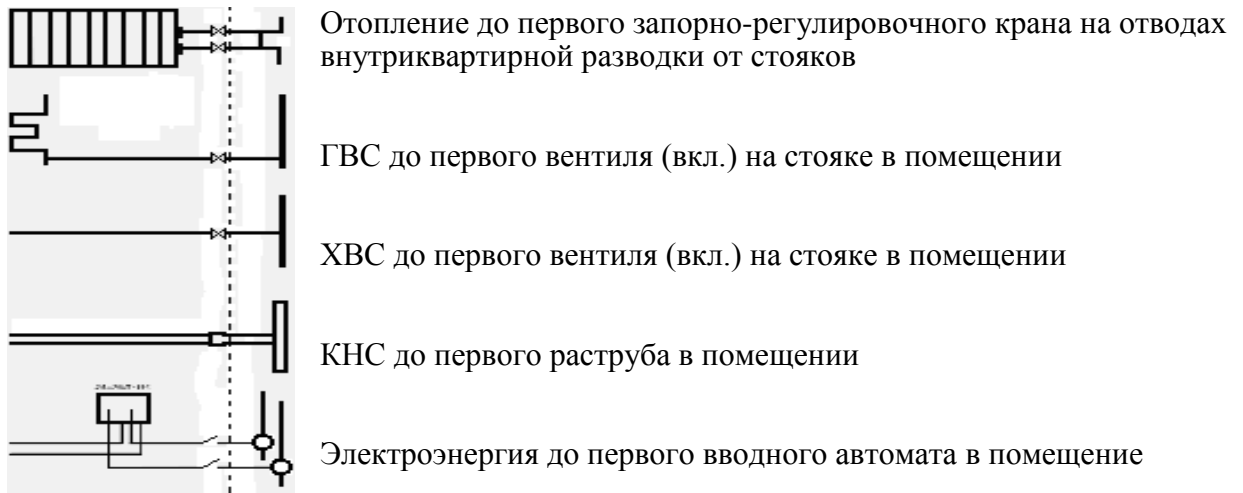 Отопление до первого запорно-регулировочного крана на отводах
внутриквартирной разводки от стояков
ГВС до первого вентиля (вкл.) на стояке в помещении
ХВС до первого вентиля (вкл.) на стояке в помещении
КНС до первого раструба в помещении
Электроэнергия до первого вводного автомата в помещение